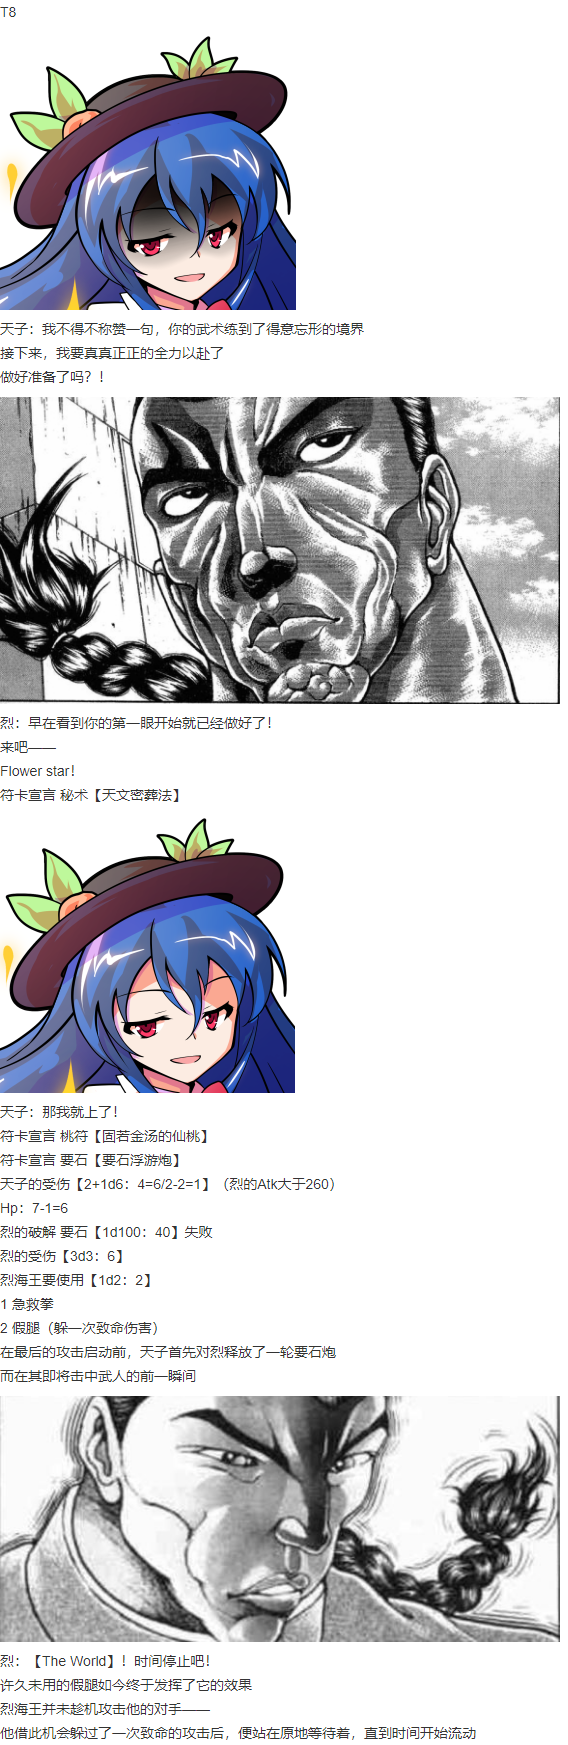 T8
天子：我不得不称赞一句，你的武术练到了得意忘形的境界
接下来，我要真真正正的全力以赴了
做好准备了吗？！
烈：早在看到你的第一眼开始就已经做好了！
来吧——
Flower star！
符卡宣言 秘术【天文密葬法】
天子：那我就上了！
符卡宣言 桃符【固若金汤的仙桃】
符卡宣言 要石【要石浮游炮】
天子的受伤【2+1d6：4=6/2-2=1】（烈的Atk大于260）
Hp：7-1=6
烈的破解 要石【1d100：40】失败
烈的受伤【3d3：6】
烈海王要使用【1d2：2】
1 急救拳
2 假腿（躲一次致命伤害）
在最后的攻击启动前，天子首先对烈释放了一轮要石炮
而在其即将击中武人的前一瞬间
烈：【The World】！时间停止吧！
许久未用的假腿如今终于发挥了它的效果
烈海王并未趁机攻击他的对手——
他借此机会躲过了一次致命的攻击后，便站在原地等待着，直到时间开始流动